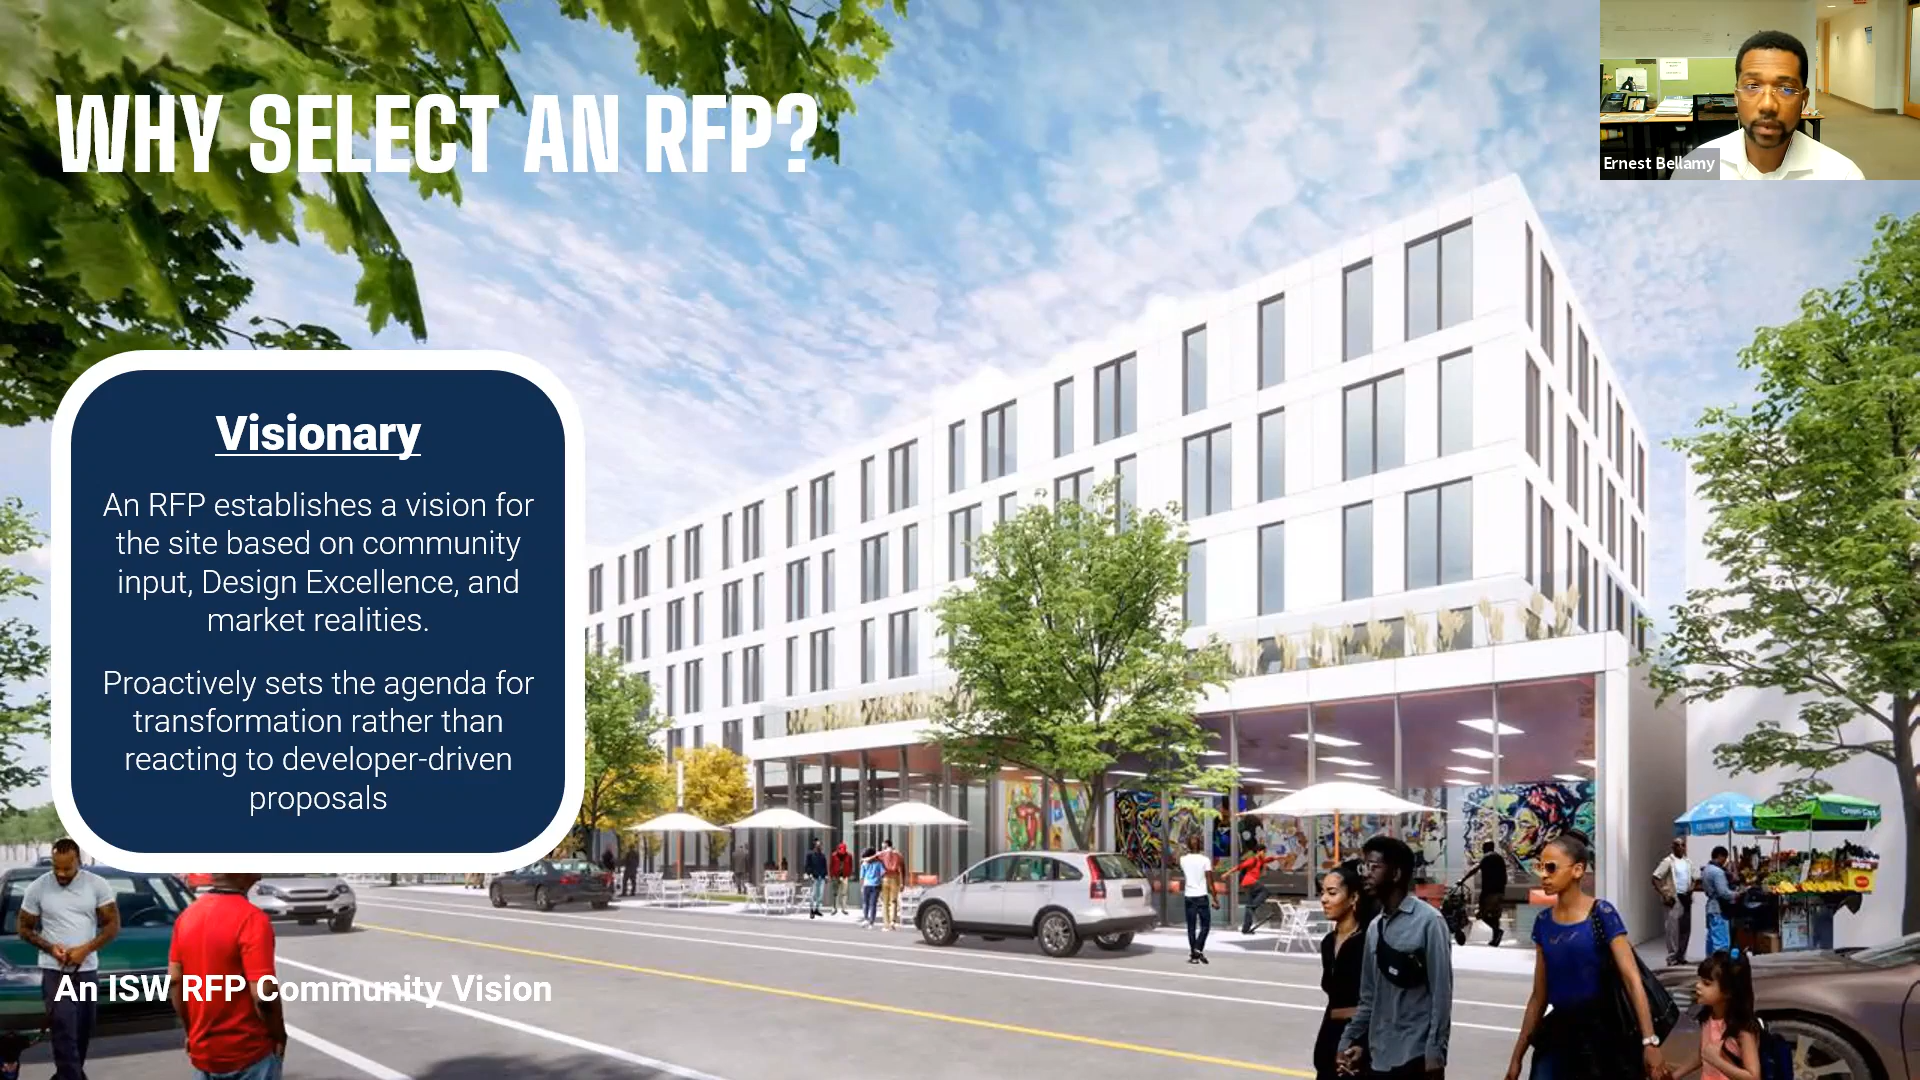 WHY SELECT AN RFP?
Ernest Bellamy
Visionary
An RFP establishes a vision for
the site based on community
input, Design Excellence, and
market realities.
Proactively sets the agenda for
transformation rather than
reacting to developer-driven
proposals
Green Cart
An ISW RFP Community Vision